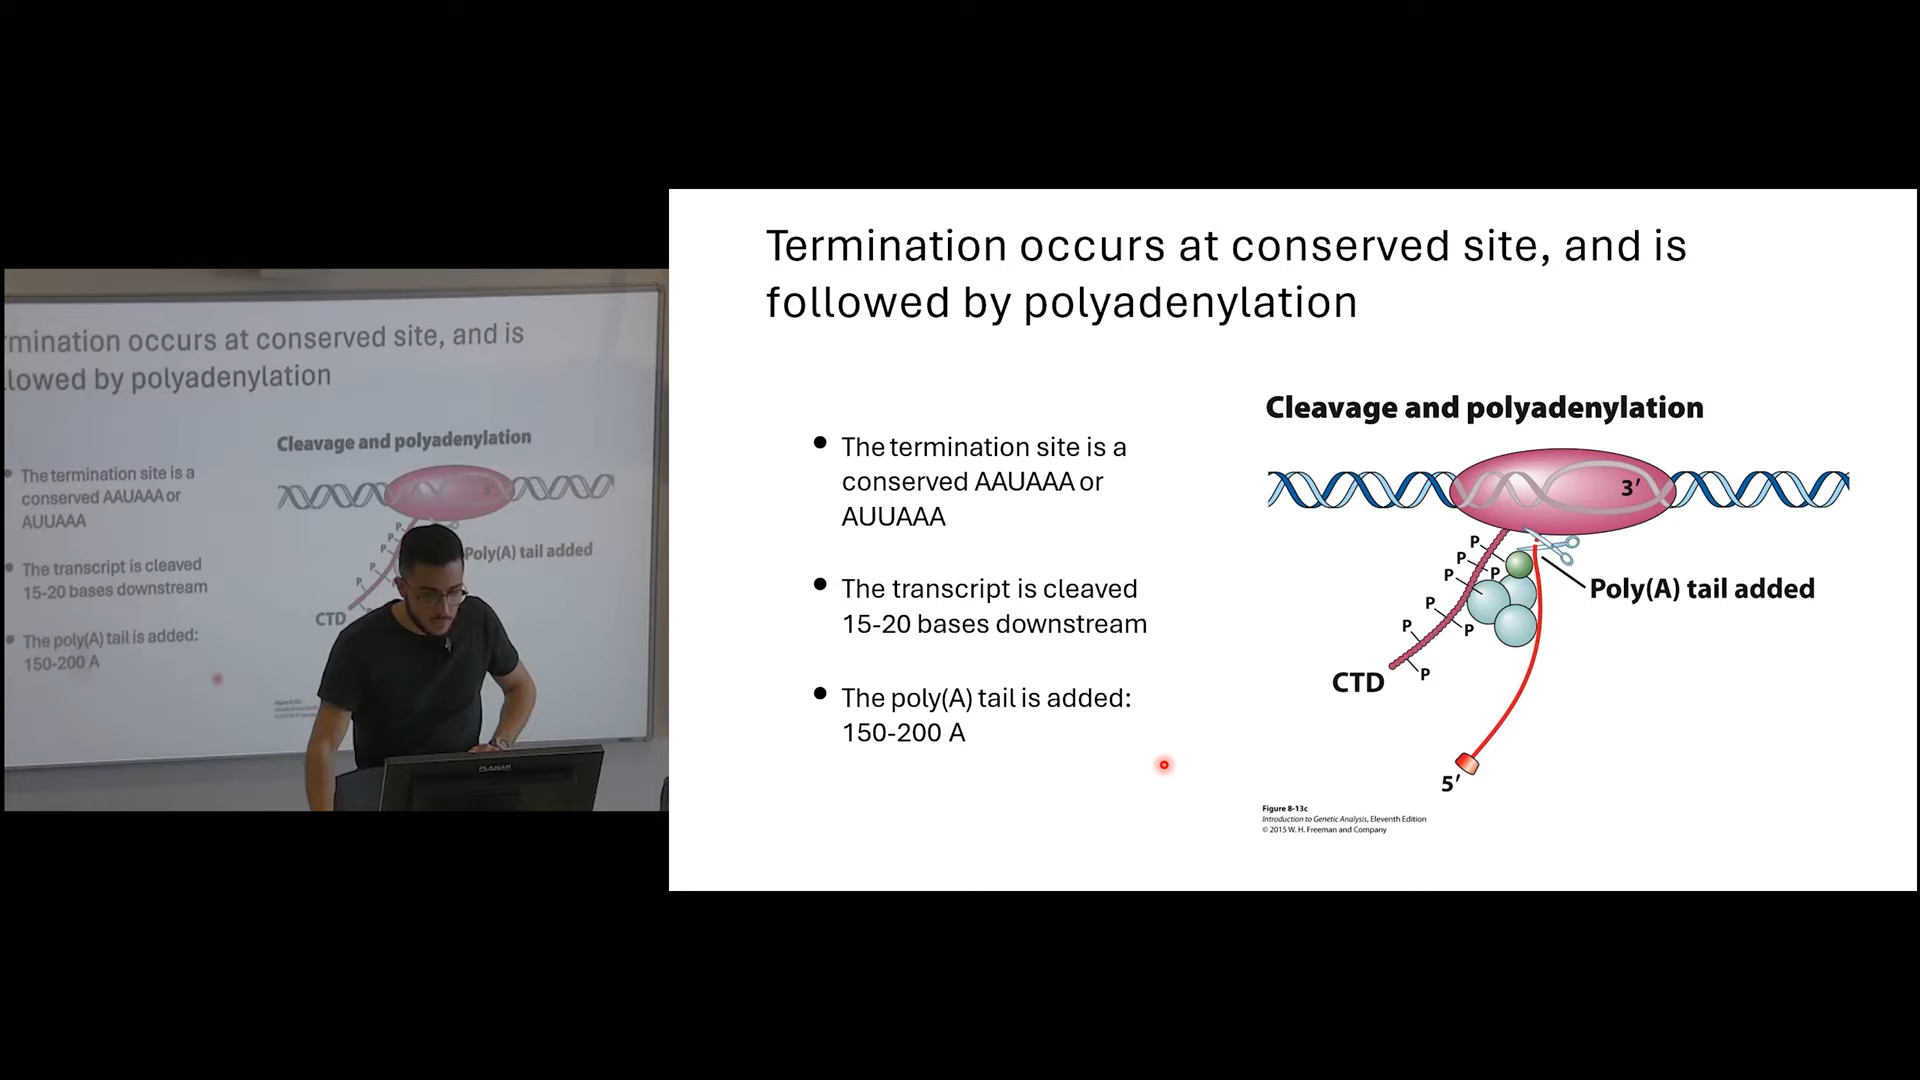 rmination occurs at conserved site, and is
lowed by polyadenylation
Cleavage and polyadenylation
3′
The termination site is a
conserved AAUAAA or
AUUAAA
P
P
P
Poly(A) tail added
The transcript is cleaved
15-20 bases downstream
P
P
CTD
The poly(A) tail is added:
150-200 A
PLANAR
Termination occurs at conserved site, and is
followed by polyadenylation
Cleavage and polyadenylation
3′
The termination site is a
conserved AAUAAA or
AUUAAA
The transcript is cleaved
15-20 bases downstream
The poly(A) tail is added:
150-200 A
P
P
P
P
P
P
P
P
Poly(A) tail added
CTD
5′
Figure 8-13c
Introduction to Genetic Analysis, Eleventh Edition
© 2015 W. H. Freeman and Company